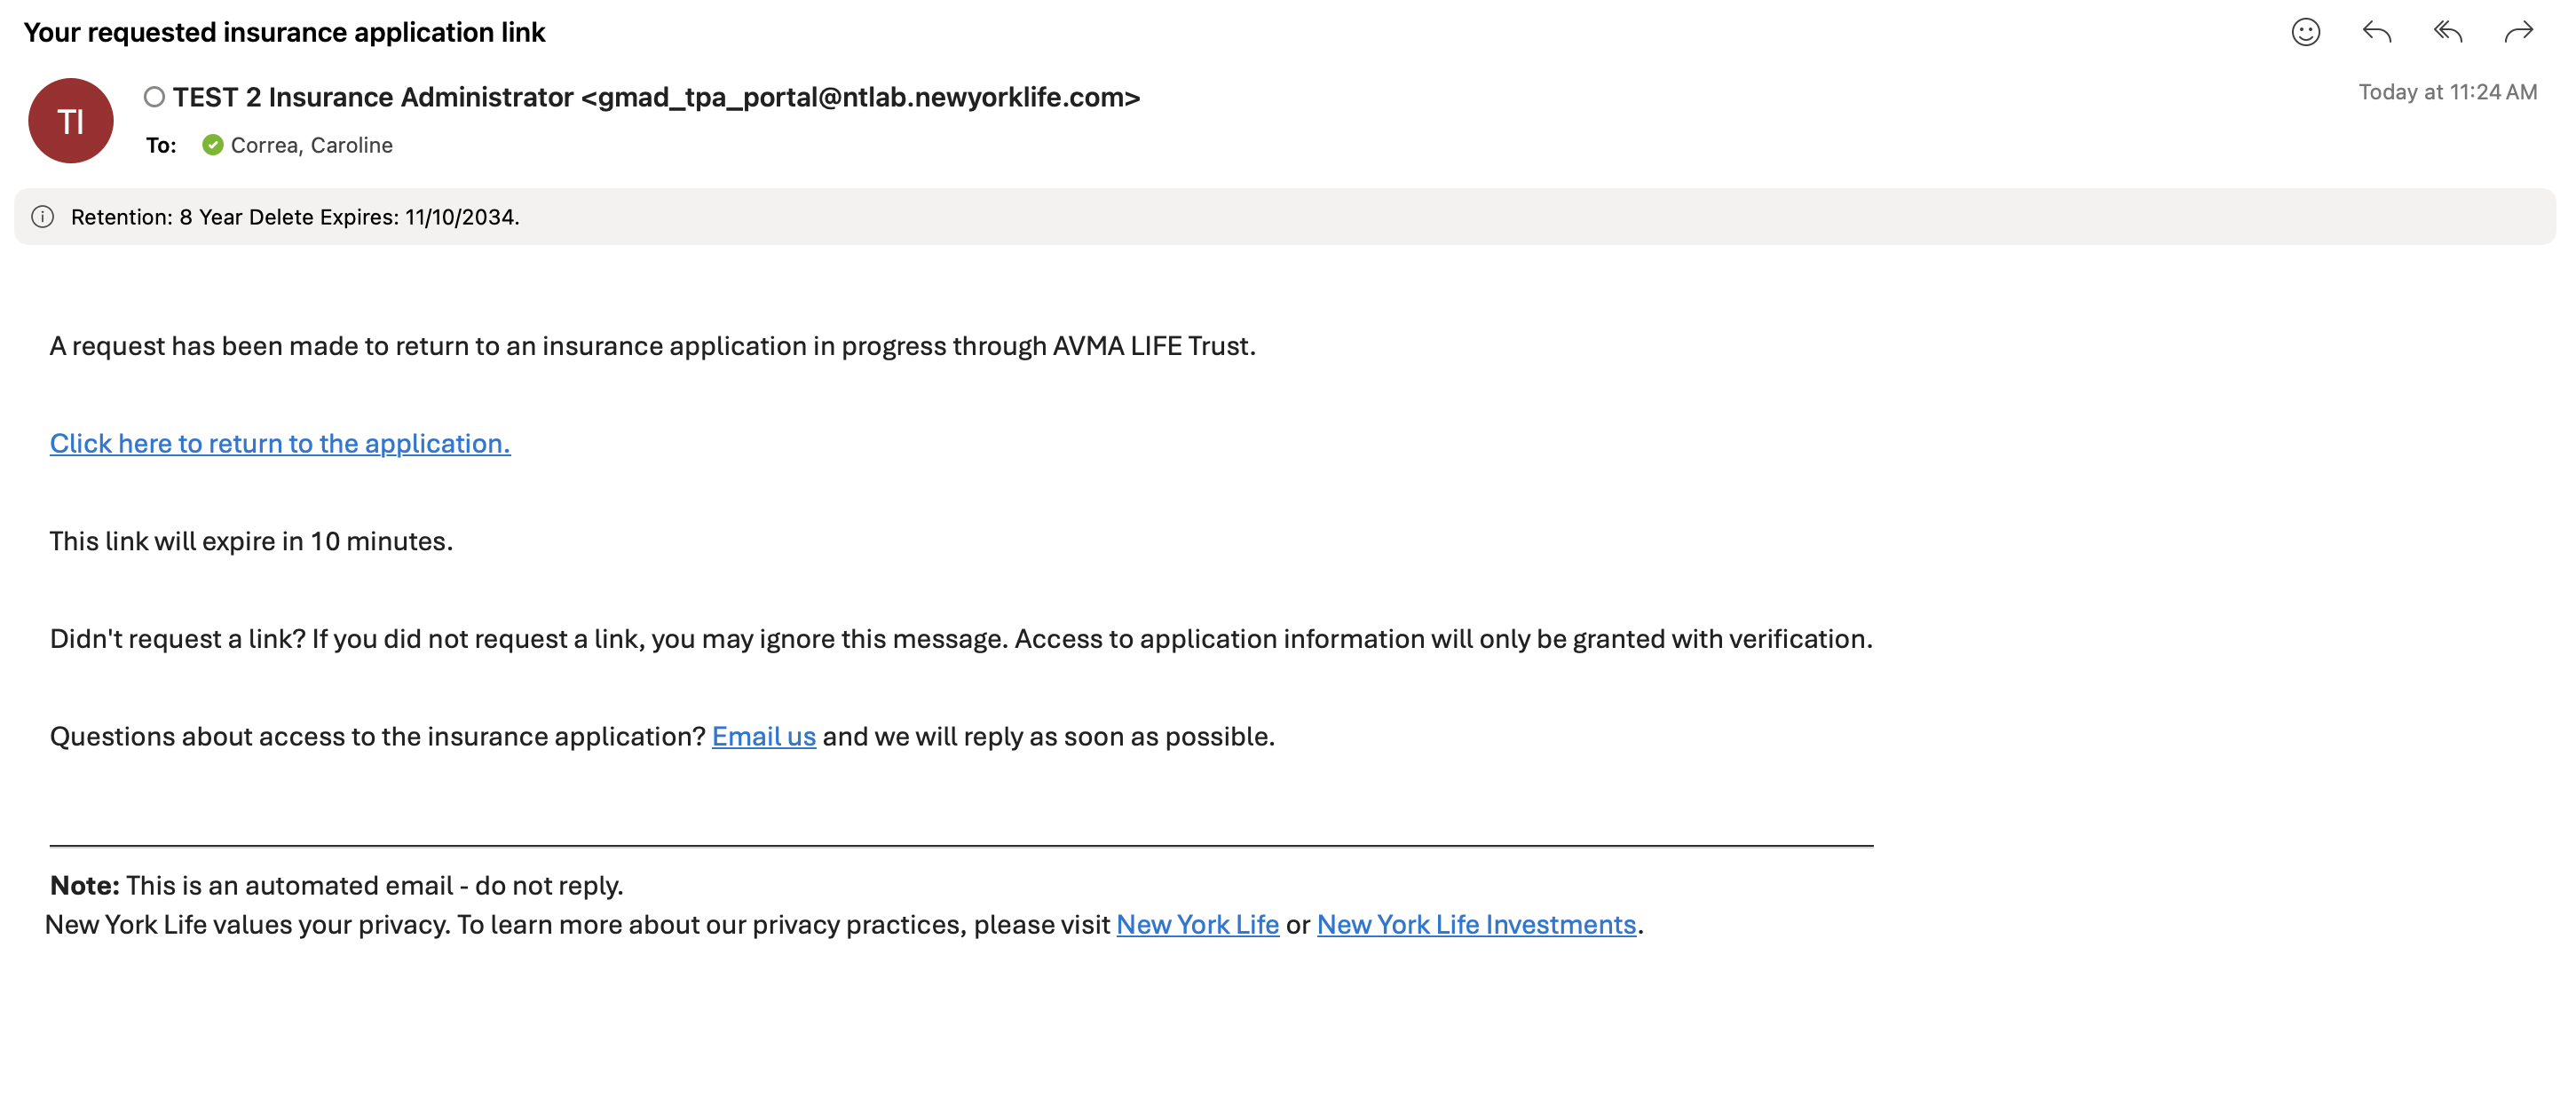 Your requested insurance application link
TI
TEST 2 Insurance Administrator <gmad_tpa_portal@ntlab.newyorklife.com>
Today at 11:24 AM
To: Correa, Caroline
Retention: 8 Year Delete Expires: 11/10/2034.
A request has been made to return to an insurance application in progress through AVMA LIFE Trust.
Click here to return to the application.
This link will expire in 10 minutes.
Didn't request a link? If you did not request a link, you may ignore this message. Access to application information will only be granted with verification.
Questions about access to the insurance application? Email us and we will reply as soon as possible.
Note: This is an automated email - do not reply.
New York Life values your privacy. To learn more about our privacy practices, please visit New York Life or New York Life Investments.